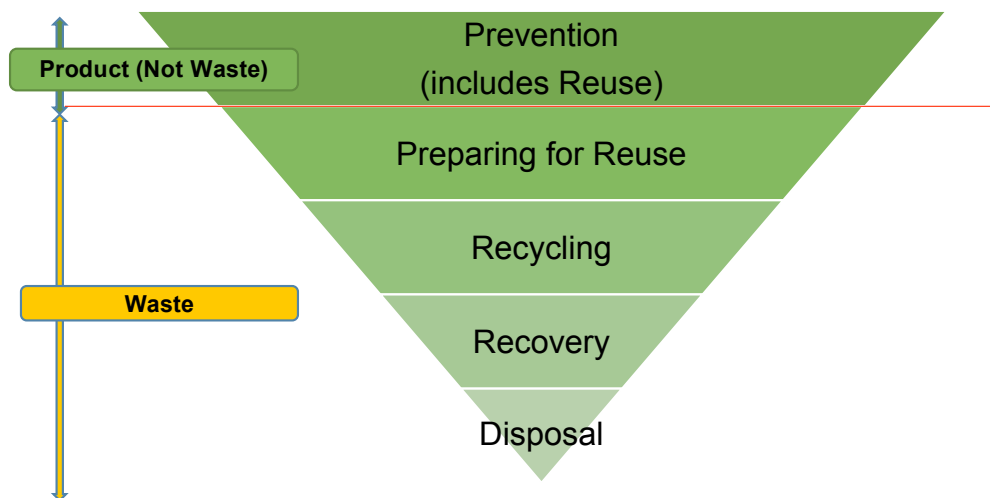 Prevention
(includes Reuse)
Product (Not Waste)
Preparing for Reuse
Recycling
Waste
Recovery
Disposal